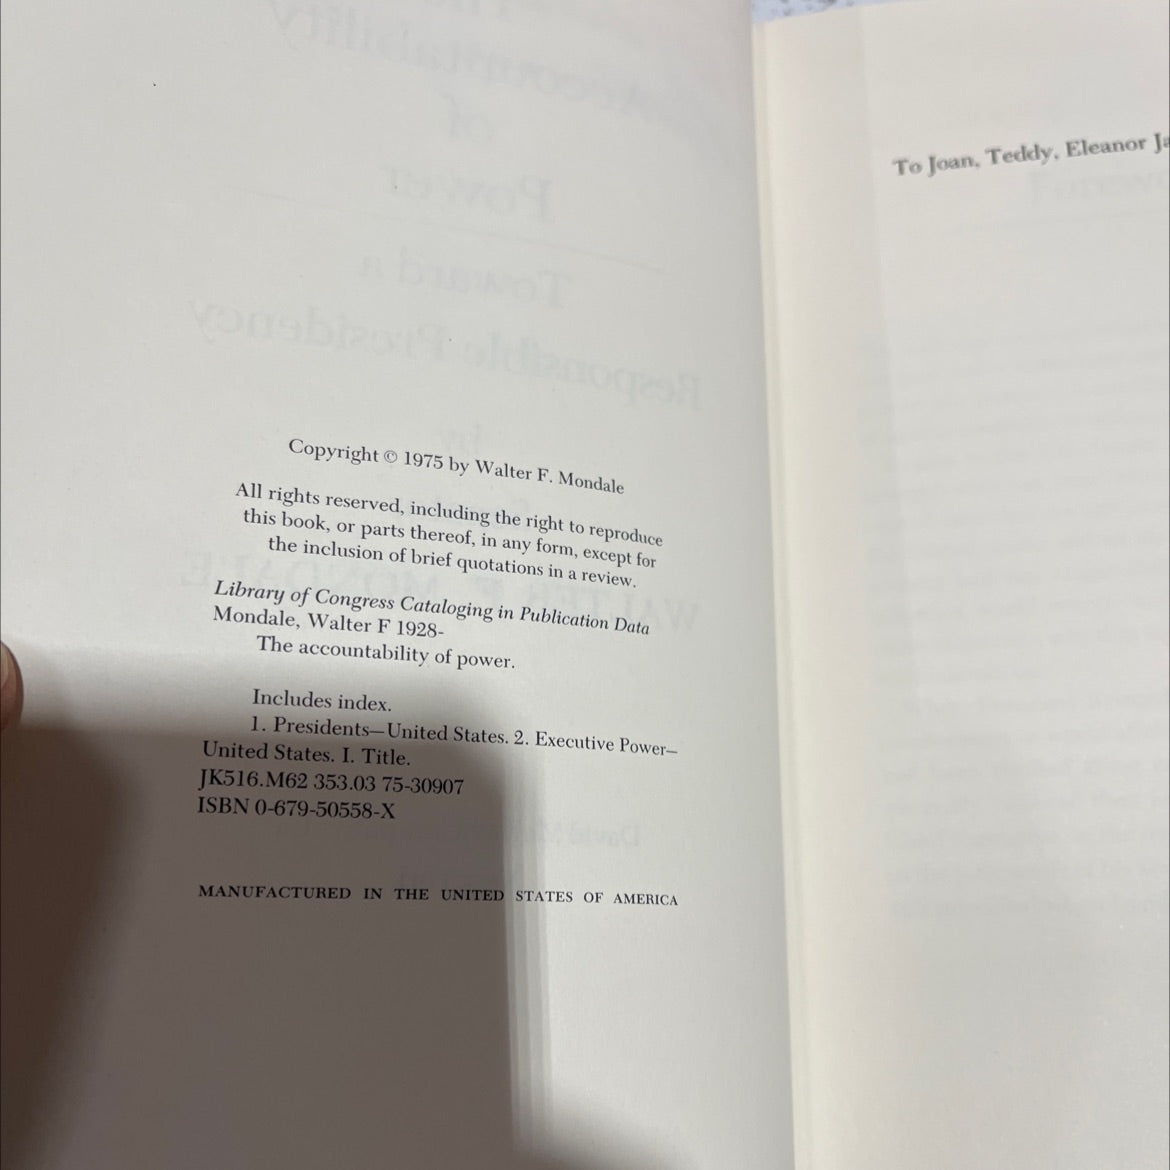 Copyright © 1975 by Walter F. Mondale
All rights reserved, including the right to reproduce
this book, or parts thereof, in any form, except for
the inclusion of brief quotations in a review.
Library of Congress Cataloging in Publication Data
Mondale, Walter F 1928-
The accountability of power.
Includes index.
1. Presidents—United States. 2. Executive Power—
United States. I. Title.
JK516.M62 353.03 75-30907
ISBN 0-679-50558-X
MANUFACTURED IN THE UNITED STATES OF AMERICA
To Joan, Teddy, Eleanor